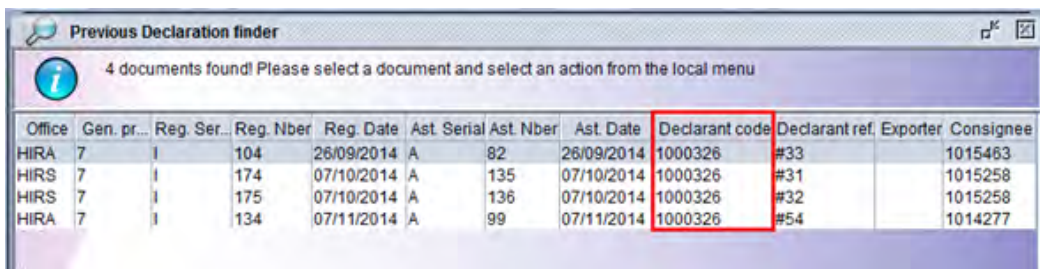 Previous Declaration finder
4 documents found! Please select a document and select an action from the local menu
Office Gen. pr... Reg. Ser... Reg. Nber Reg. Date Ast. Serial Ast. Nber Ast. Date Declarant code Declarant ref. Exporter Consignee
HIRA 7 I 104 26/09/2014 A 82 26/09/2014 1000326 #33 1015463
HIRS 7 I 174 07/10/2014 A 135 07/10/2014 1000326 #31 1015258
HIRS 7 I 175 07/10/2014 A 136 07/10/2014 1000326 #32 1015258
HIRA 7 I 134 07/11/2014 A 99 07/11/2014 1000326 #54 1014277